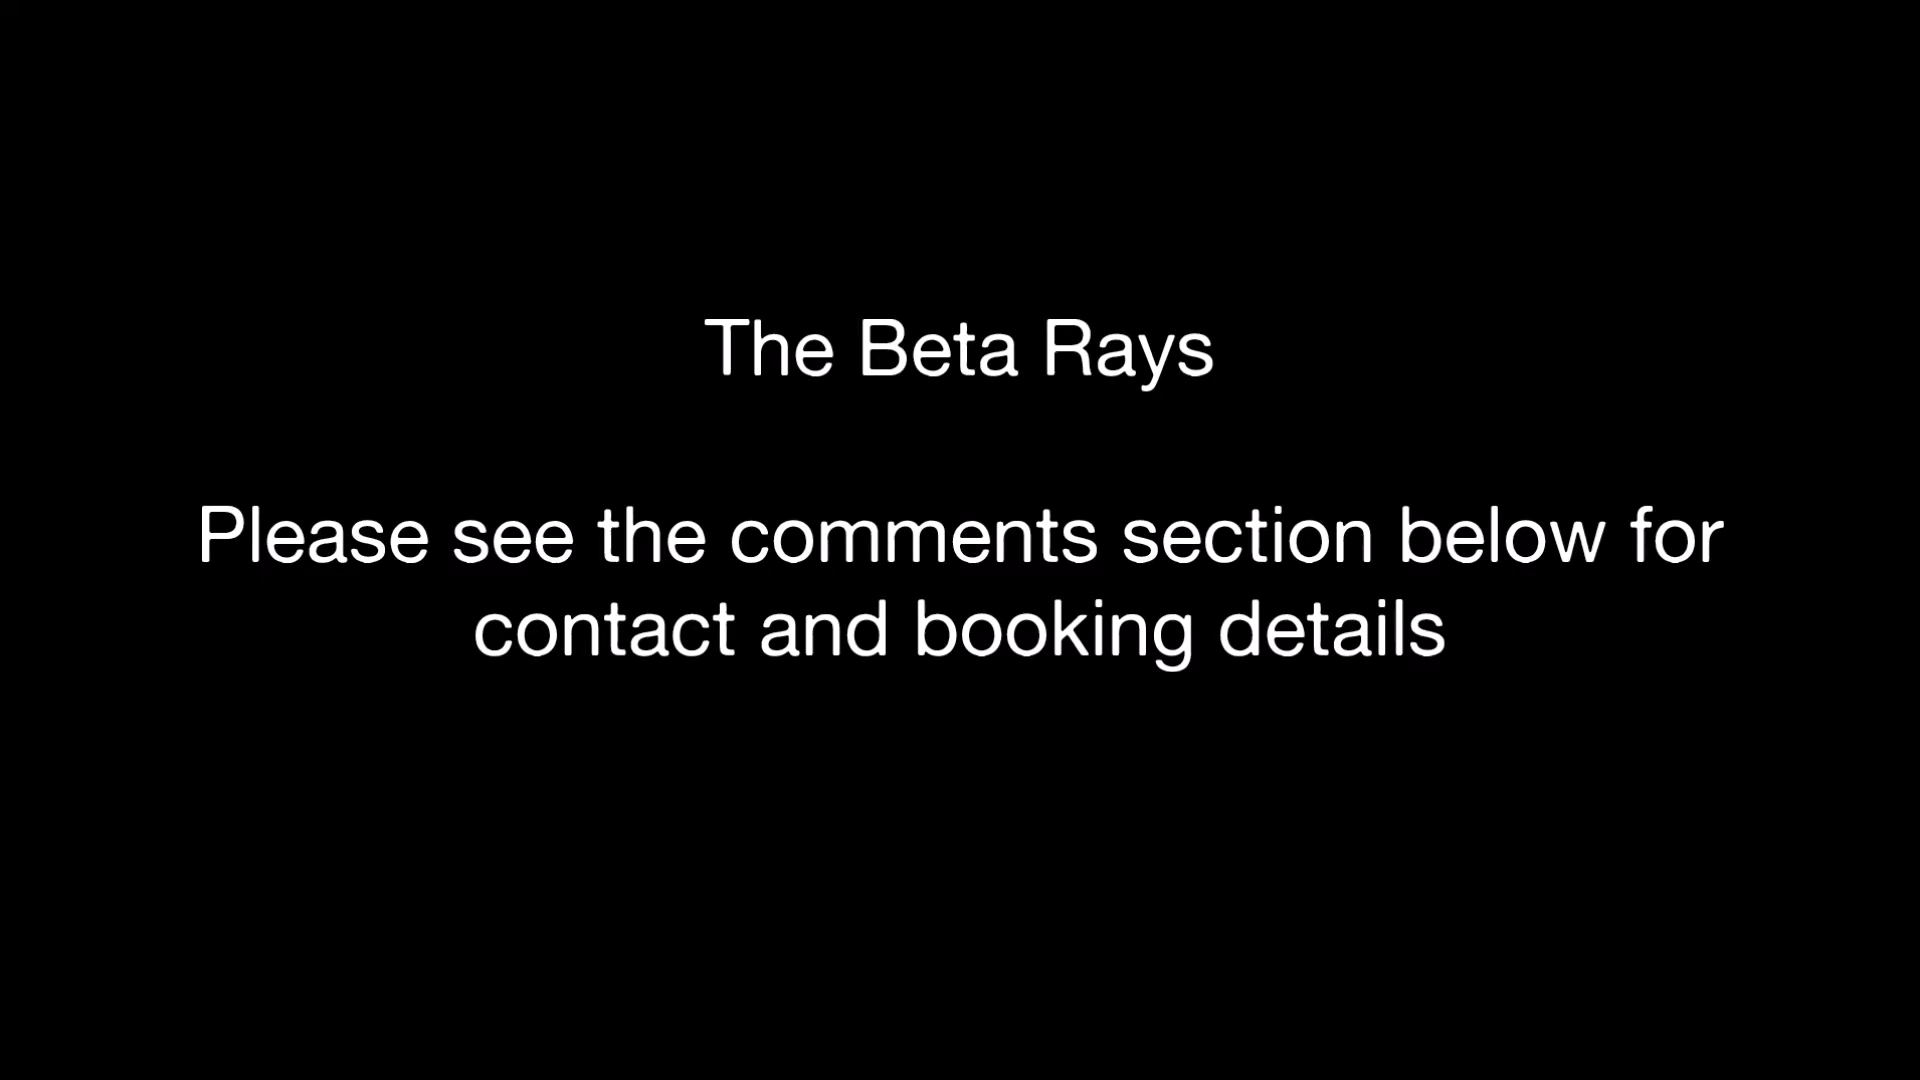 The Beta Rays
Please see the comments section below for
contact and booking details